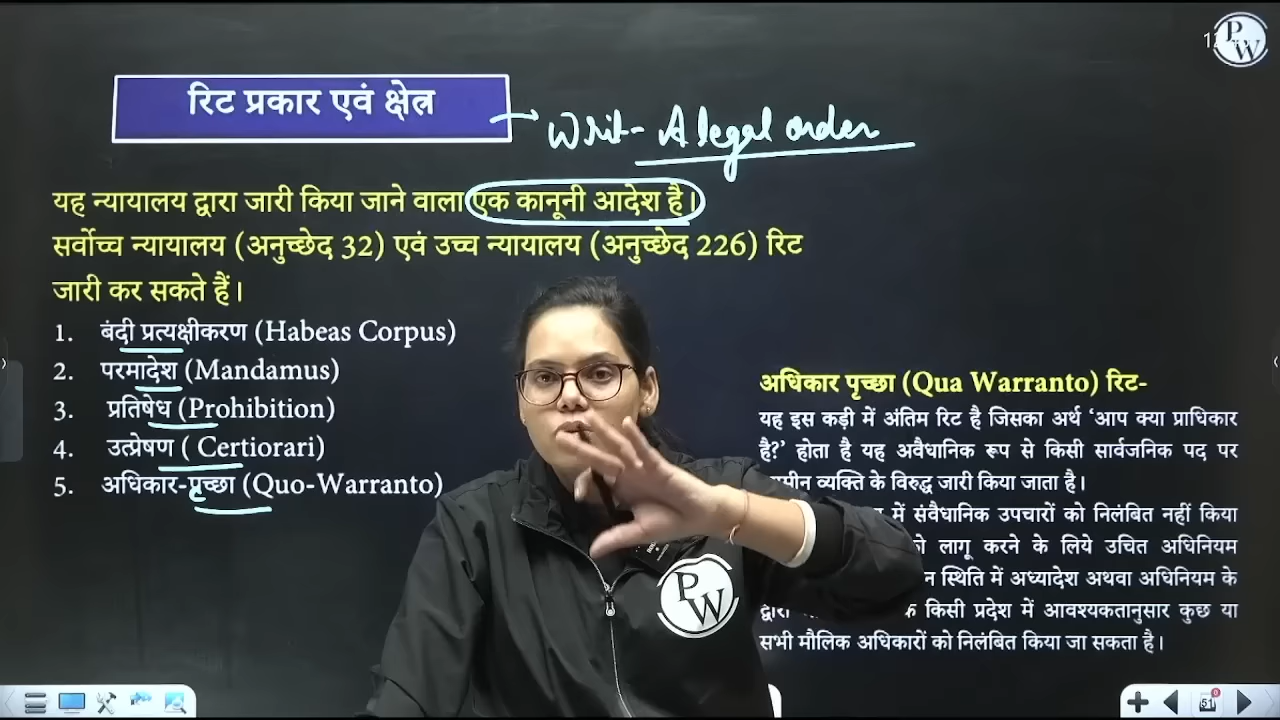 PW
रिट प्रकार एवं क्षेत्र
Writ - A legal order
यह न्यायालय द्वारा जारी किया जाने वाला एक कानूनी आदेश है।
सर्वोच्च न्यायालय (अनुच्छेद 32) एवं उच्च न्यायालय (अनुच्छेद 226) रिट
जारी कर सकते हैं।
1. बंदी प्रत्यक्षीकरण (Habeas Corpus)
2. परमादेश (Mandamus)
3. प्रतिषेध (Prohibition)
4. उत्प्रेषण ( Certiorari)
5. अधिकार-पृच्छा (Quo-Warranto)
अधिकार पृच्छा (Qua Warranto) रिट-
यह इस कड़ी में अंतिम रिट है जिसका अर्थ ‘आप क्या प्राधिकार
है?’ होता है यह अवैधानिक रूप से किसी सार्वजनिक पद पर
व्यक्ति के विरुद्ध जारी किया जाता है।
में संवैधानिक उपचारों को निलंबित नहीं किया
लागू करने के लिये उचित अधिनियम
स्थिति में अध्यादेश अथवा अधिनियम के
द्वारा किसी प्रदेश में आवश्यकतानुसार कुछ या
सभी मौलिक अधिकारों को निलंबित किया जा सकता है।
PW
51